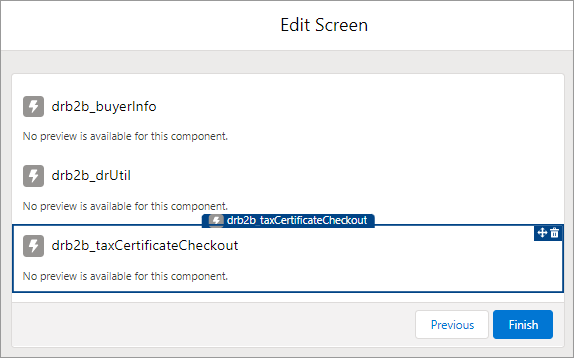 Edit Screen
drb2b_buyerInfo
No preview is available for this component.
drb2b_drUtil
No preview is available for this component.
drb2b_taxCertificateCheckout
drb2b_taxCertificateCheckout
No preview is available for this component.
Previous
Finish